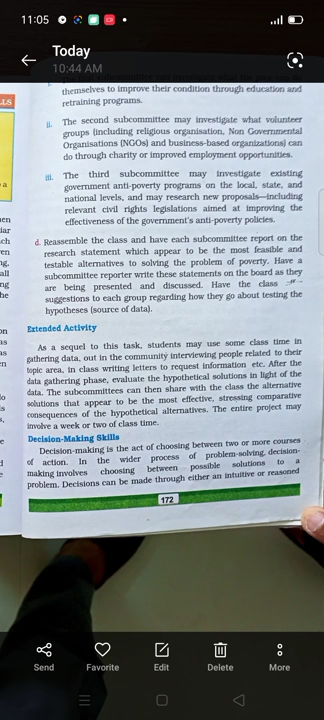 11:05
Today
10:44 AM
themselves to improve their condition through education and
retraining programs.
ii. The second subcommittee may investigate what volunteer
groups (including religious organisation, Non Governmental
Organisations (NGOs) and business-based organizations) can
do through charity or improved employment opportunities.
iii. The third subcommittee may investigate existing
government anti-poverty programs on the local, state, and
national levels, and may research new proposals—including
relevant civil rights legislations aimed at improving the
effectiveness of the government's anti-poverty policies.
d. Reassemble the class and have each subcommittee report on the
research statement which appear to be the most feasible and
testable alternatives to solving the problem of poverty. Have a
subcommittee reporter write these statements on the board as they
are being presented and discussed. Have the class
suggestions to each group regarding how they go about testing the
hypotheses (source of data).
Extended Activity
As a sequel to this task, students may use some class time in
gathering data, out in the community interviewing people related to their
topic area, in class writing letters to request information etc. After the
data gathering phase, evaluate the hypothetical solutions in light of the
data. The subcommittees can then share with the class the alternative
solutions that appear to be the most effective, stressing comparative
consequences of the hypothetical alternatives. The entire project may
involve a week or two of class time.
Decision-Making Skills
Decision-making is the act of choosing between two or more courses
of action. In the wider process of problem-solving, decision-
making involves choosing between possible solutions to a
problem. Decisions can be made through either an intuitive or reasoned
172
Send
Favorite
Edit
Delete
More